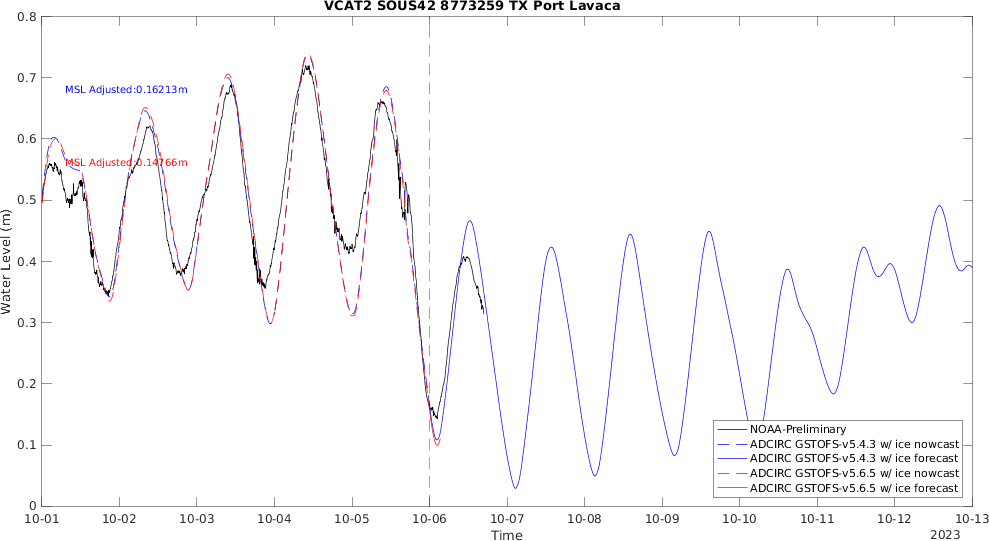 VCAT2 SOUS42 8773259 TX Port Lavaca
0.8
0.7
0.6
0.5
0.4
0.3
0.2
0.1
0
Water Level (m)
MSL Adjusted:0.16213m
MSL Adjusted:0.14766m
NOAA-Preliminary
ADCIRC GSTOFS-v5.4.3 w/ ice nowcast
ADCIRC GSTOFS-v5.4.3 w/ ice forecast
ADCIRC GSTOFS-v5.6.5 w/ ice nowcast
ADCIRC GSTOFS-v5.6.5 w/ ice forecast
10-01 10-02 10-03 10-04 10-05 10-06 10-07 10-08 10-09 10-10 10-11 10-12 10-13
Time
2023